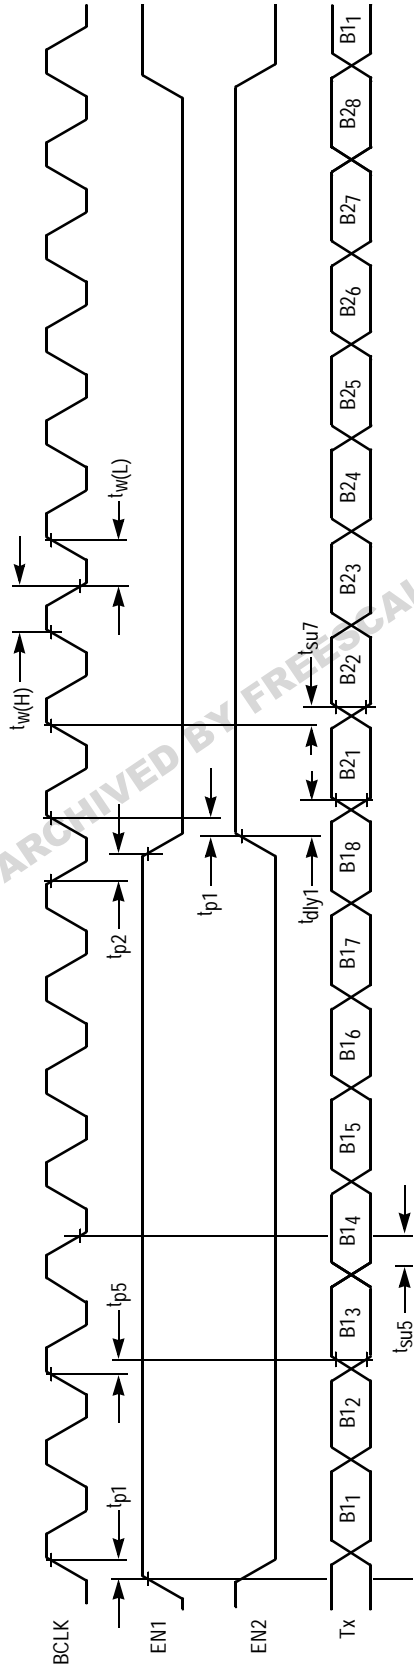 tw(H)
BCLK
tp1 tp5 tp2 tw(L)
EN1
tp1
EN2
tdly1 tsu7
Tx B11 B12 B13 B14 B15 B16 B17 B18 B21 B22 B23 B24 B25 B26 B27 B28 B11
tsu5
ARCHIVED BY FREESCAL